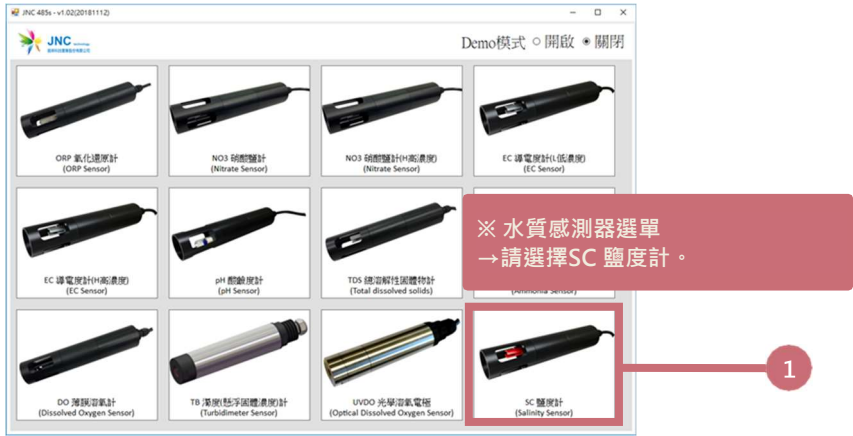 JNC 485s - v1.02(20181112)
JNC technology
Demo模式 開啟 關閉
ORP 氧化還原計
(ORP Sensor)
NO3 硝酸鹽計
(Nitrate Sensor)
NO3 硝酸鹽計(H高濃度)
(Nitrate Sensor)
EC 導電度計(L低濃度)
(EC Sensor)
※ 水質感測器選單
→請選擇SC 鹽度計。
EC 導電度計(H高濃度)
(EC Sensor)
pH 酸鹼度計
(pH Sensor)
TDS 總溶解性固體物計
(Total dissolved solids)
(Ammonia Sensor)
DO 薄膜溶氧計
(Dissolved Oxygen Sensor)
TB 濁度(懸浮固體濃度)計
(Turbidimeter Sensor)
UVDO 光學溶氧電極
(Optical Dissolved Oxygen Sensor)
SC 鹽度計
(Salinity Sensor)
1